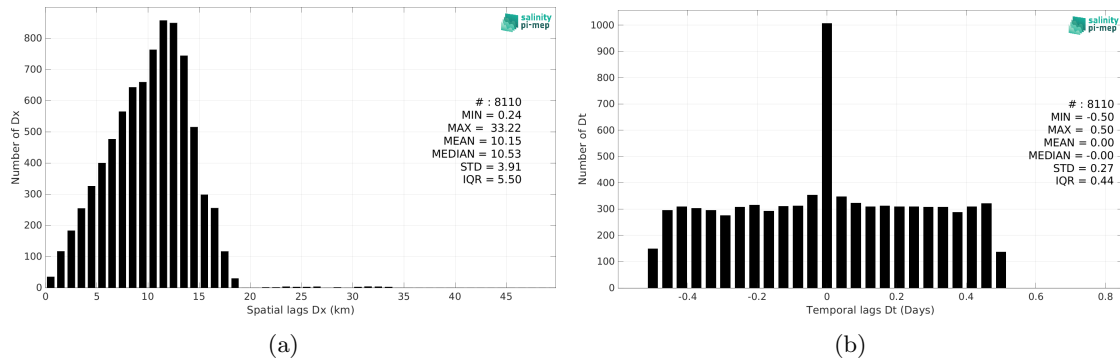 salinity
pi-mep
Number of Dx
800
700
600
500
400
300
200
100
0
# : 8110
MIN = 0.24
MAX = 33.22
MEAN = 10.15
MEDIAN = 10.53
STD = 3.91
IQR = 5.50
0 5 10 15 20 25 30 35 40 45
Spatial lags Dx (km)
(a)
salinity
pi-mep
Number of Dt
1000
900
800
700
600
500
400
300
200
100
0
# : 8110
MIN = -0.50
MAX = 0.50
MEAN = 0.00
MEDIAN = -0.00
STD = 0.27
IQR = 0.44
-0.4 -0.2 0 0.2 0.4 0.6 0.8
Temporal lags Dt (Days)
(b)